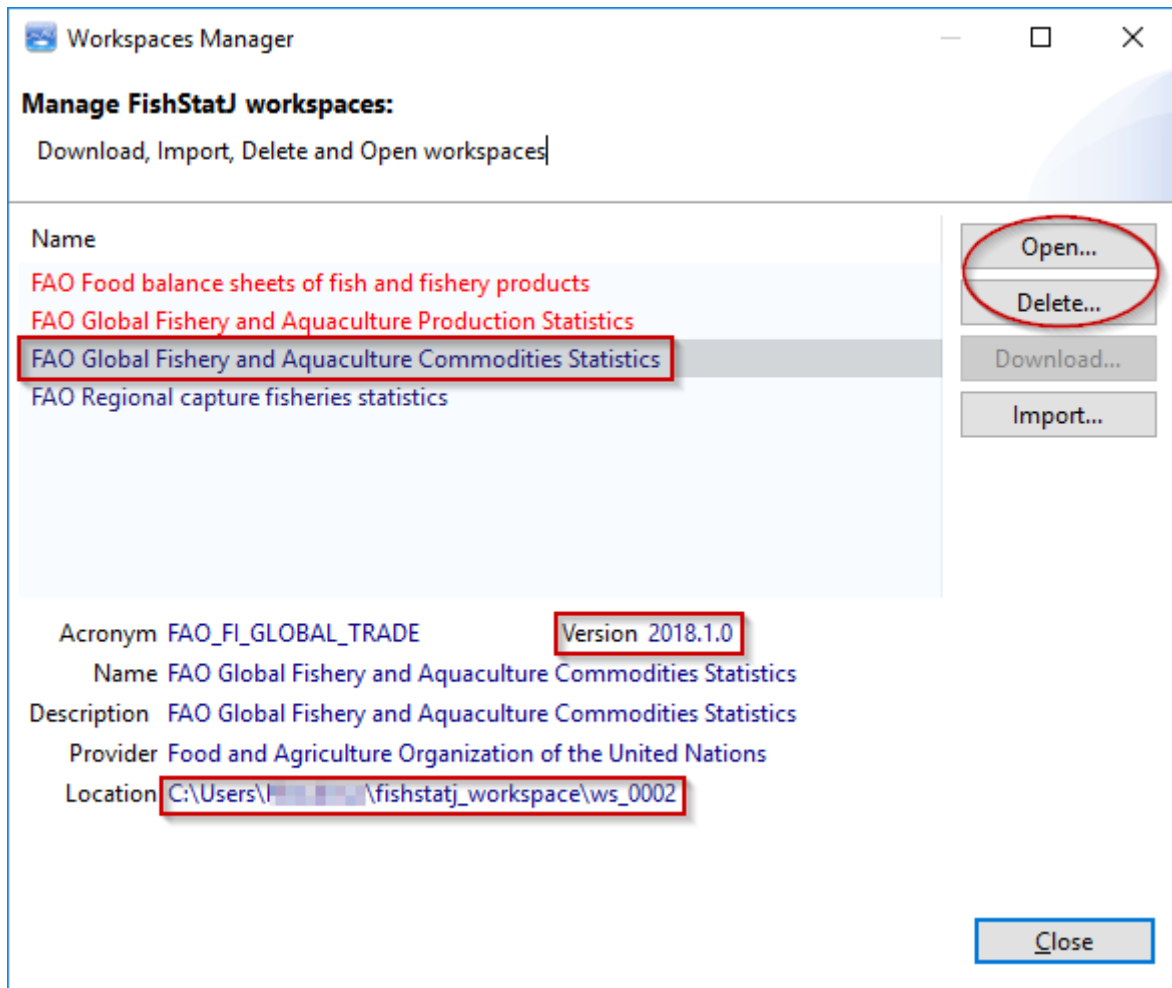 Workspaces Manager
Manage FishStatJ workspaces:
Download, Import, Delete and Open workspaces
Name
FAO Food balance sheets of fish and fishery products
FAO Global Fishery and Aquaculture Production Statistics
FAO Global Fishery and Aquaculture Commodities Statistics
FAO Regional capture fisheries statistics
Open...
Delete...
Download...
Import...
Acronym FAO_FI_GLOBAL_TRADE Version 2018.1.0
Name FAO Global Fishery and Aquaculture Commodities Statistics
Description FAO Global Fishery and Aquaculture Commodities Statistics
Provider Food and Agriculture Organization of the United Nations
Location C:\Users\ \fishstatj_workspace\ws_0002
Close